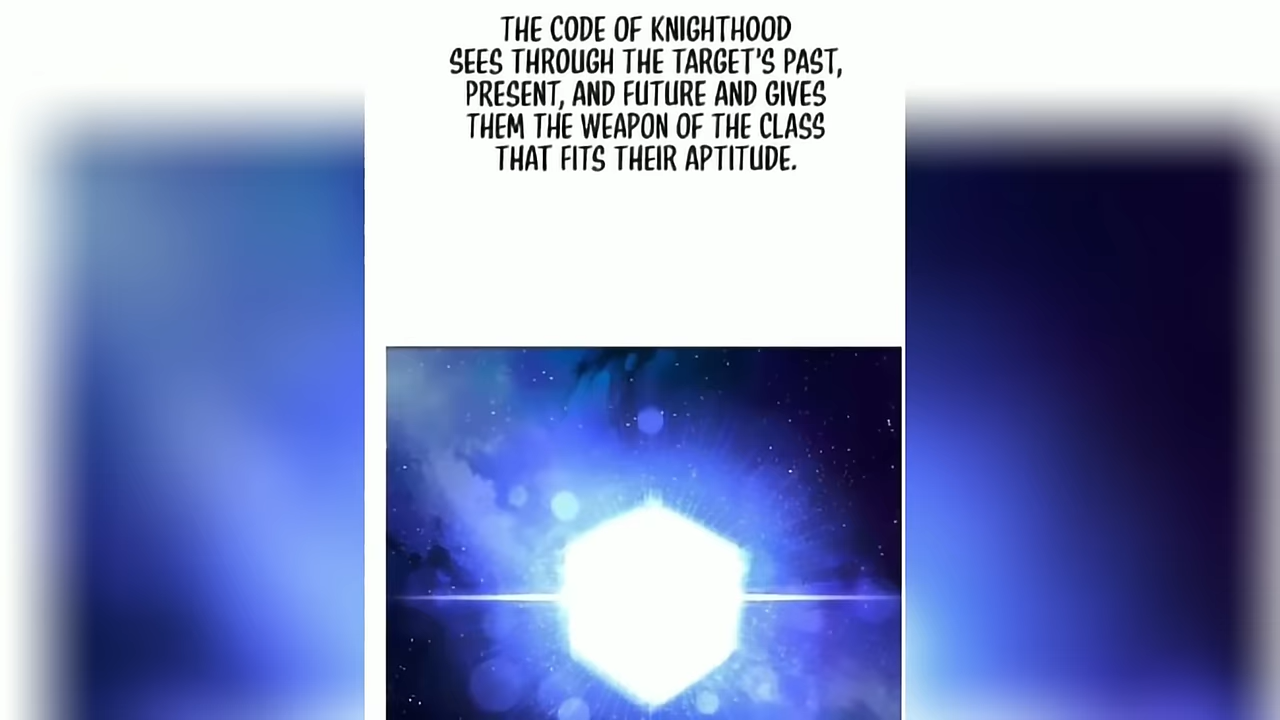 THE CODE OF KNIGHTHOOD
SEES THROUGH THE TARGET'S PAST,
PRESENT, AND FUTURE AND GIVES
THEM THE WEAPON OF THE CLASS
THAT FITS THEIR APTITUDE.